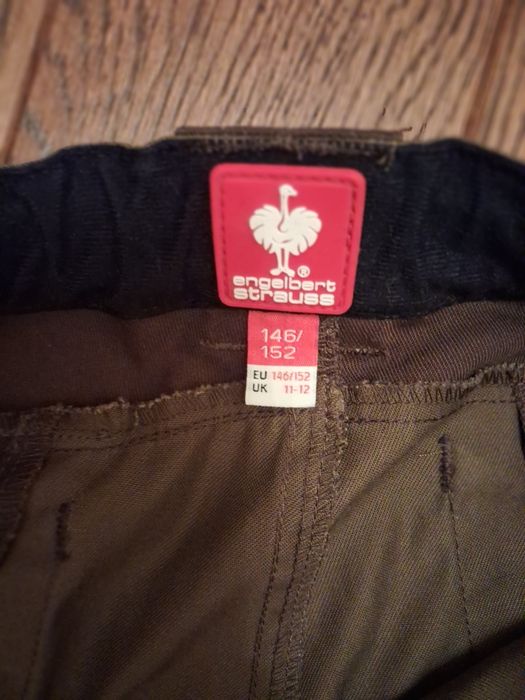 ®
engelbert
strauss
146/
152
EU 146/152
UK 11-12